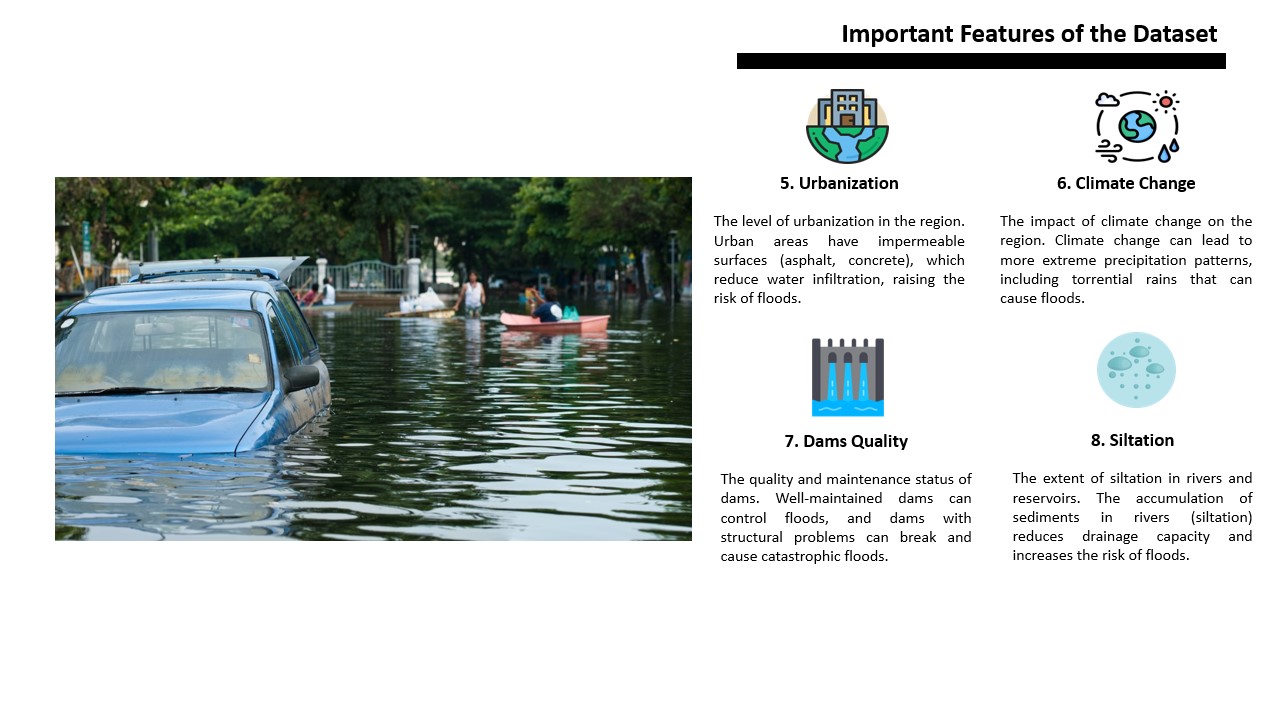 Important Features of the Dataset
5. Urbanization
The level of urbanization in the region.
Urban areas have impermeable
surfaces (asphalt, concrete), which
reduce water infiltration, raising the
risk of floods.
6. Climate Change
The impact of climate change on the
region. Climate change can lead to
more extreme precipitation patterns,
including torrential rains that can
cause floods.
7. Dams Quality
The quality and maintenance status of
dams. Well-maintained dams can
control floods, and dams with
structural problems can break and
cause catastrophic floods.
8. Siltation
The extent of siltation in rivers and
reservoirs. The accumulation of
sediments in rivers (siltation)
reduces drainage capacity and
increases the risk of floods.